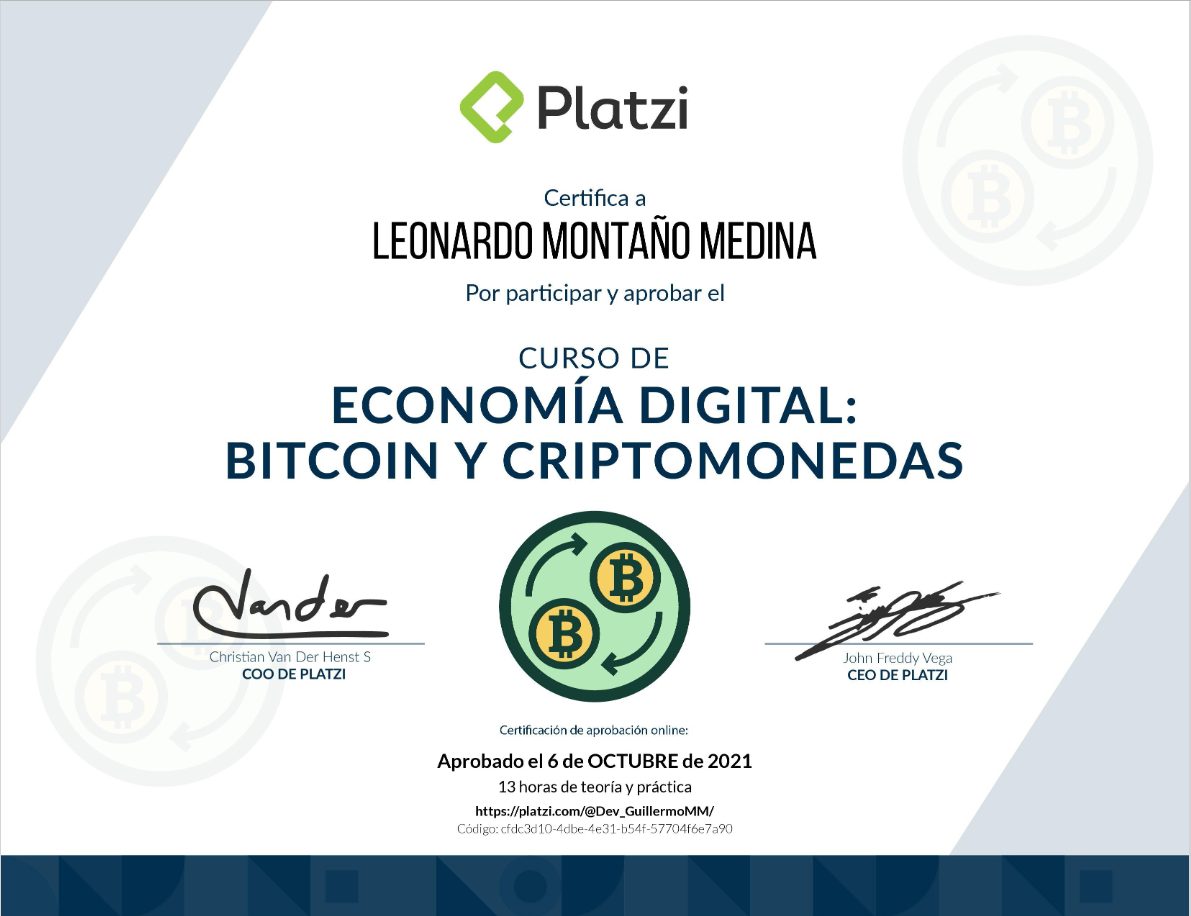 Platzi
Certifica a
LEONARDO MONTAÑO MEDINA
Por participar y aprobar el
CURSO DE
ECONOMÍA DIGITAL:
BITCOIN Y CRIPTOMONEDAS
Vander
Christian Van Der Henst S
COO DE PLATZI
John Freddy Vega
CEO DE PLATZI
Certificación de aprobación online:
Aprobado el 6 de OCTUBRE de 2021
13 horas de teoría y práctica
https://platzi.com/@Dev_GuillermoMM/
Código: cfdc3d10-4dbe-4e31-b54f-57704f6e7a90